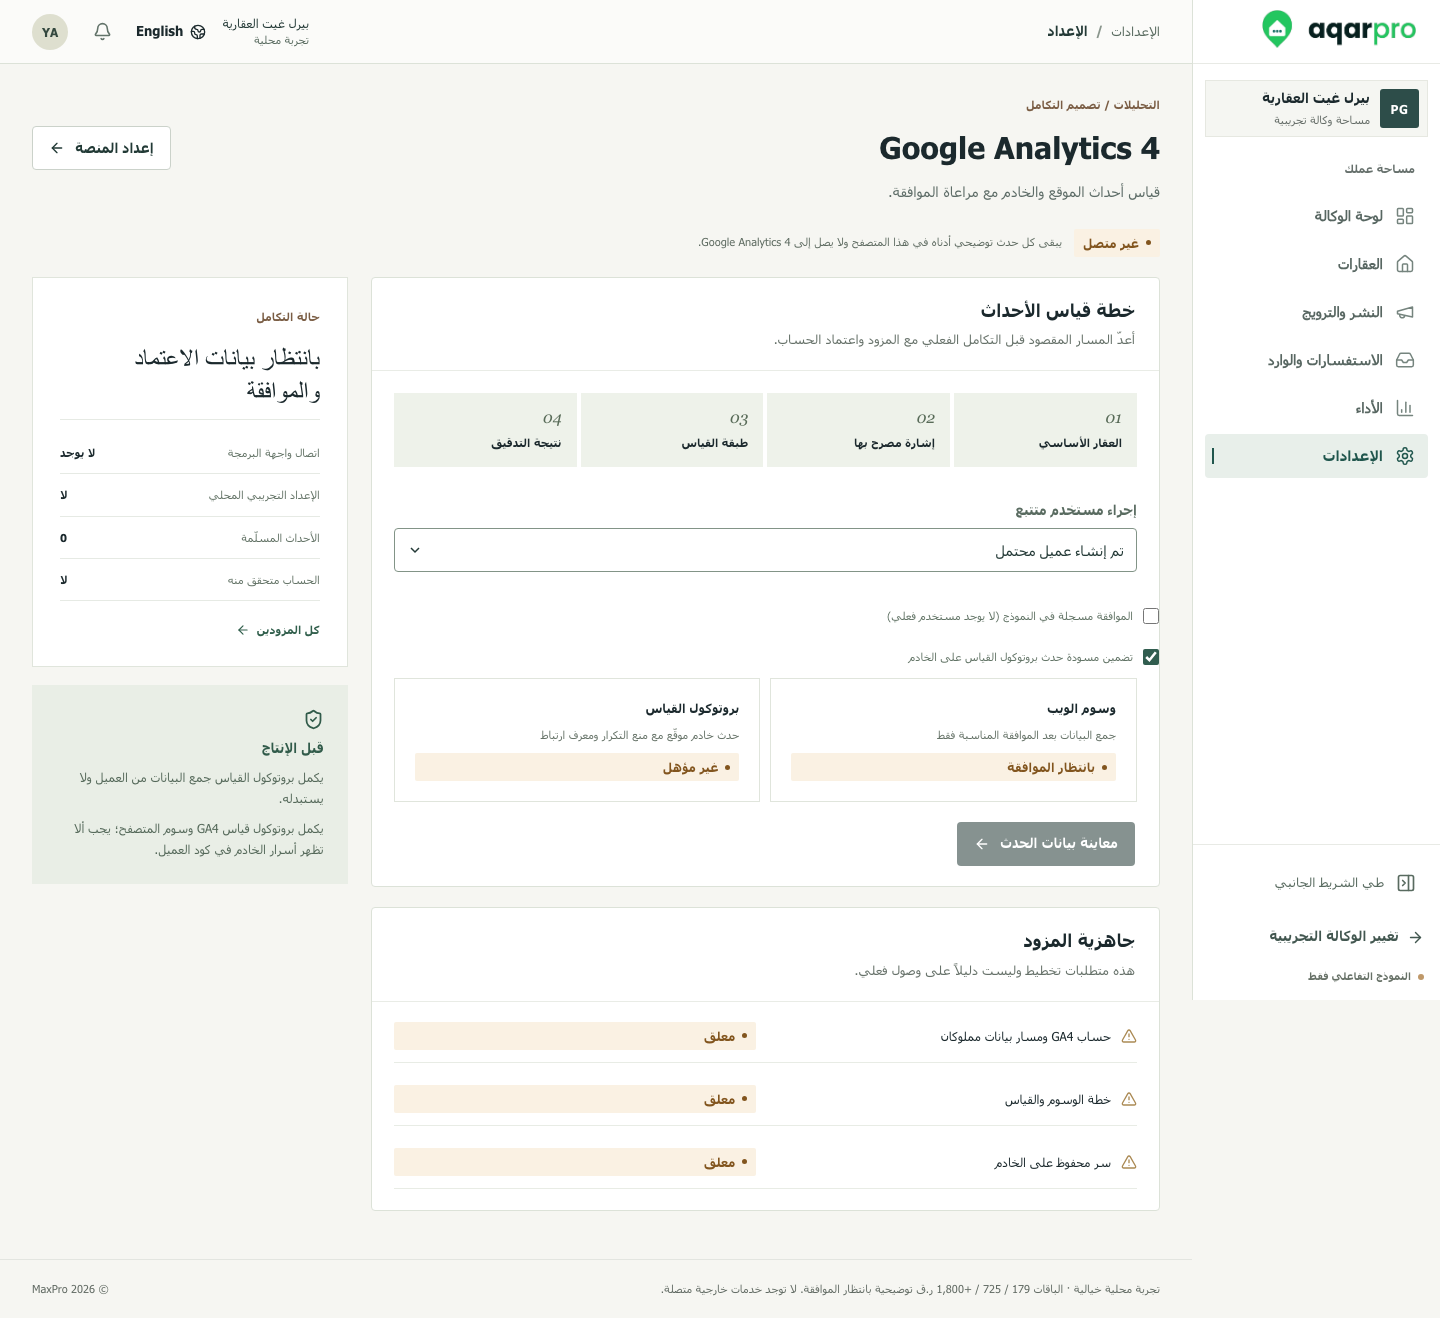 aqarpro
PG
بيرل غيت العقارية
مساحة وكالة تجريبية
مساحة عملك
لوحة الوكالة
العقارات
النشر والترويج
الاستفسارات والوارد
الأداء
الإعدادات
طي الشريط الجانبي
تغيير الوكالة التجريبية
النموذج التفاعلي فقط
الإعدادات / الإعداد
بيرل غيت العقارية
تجربة محلية
English
YA
التحليلات / تصميم التكامل
Google Analytics 4
قياس أحداث الموقع والخادم مع مراعاة الموافقة.
إعداد المنصة
غير متصل
يبقى كل حدث توضيحي أدناه في هذا المتصفح ولا يصل إلى Google Analytics 4.
خطة قياس الأحداث
أعدّ المسار المقصود قبل التكامل الفعلي مع المزود واعتماد الحساب.
01
العقار الأساسي
02
إشارة مصرح بها
03
طبقة القياس
04
نتيجة التدقيق
إجراء مستخدم متتبع
تم إنشاء عميل محتمل
الموافقة مسجلة في النموذج (لا يوجد مستخدم فعلي)
تضمين مسودة حدث بروتوكول القياس على الخادم
وسوم الويب
جمع البيانات بعد الموافقة المناسبة فقط
بانتظار الموافقة
بروتوكول القياس
حدث خادم موقّع مع منع التكرار ومعرف ارتباط
غير مؤهل
معاينة بيانات الحدث
جاهزية المزود
هذه متطلبات تخطيط وليست دليلاً على وصول فعلي.
حساب GA4 ومسار بيانات مملوكان
معلق
خطة الوسوم والقياس
معلق
سر محفوظ على الخادم
معلق
حالة التكامل
بانتظار بيانات الاعتماد
والموافقة
اتصال واجهة البرمجة
لا يوجد
الإعداد التجريبي المحلي
لا
الأحداث المسلّمة
0
الحساب متحقق منه
لا
كل المزودين
قبل الإنتاج
يكمل بروتوكول القياس جمع البيانات من العميل ولا
يستبدله.
يكمل بروتوكول قياس GA4 وسوم المتصفح؛ يجب ألا
تظهر أسرار الخادم في كود العميل.
تجربة محلية خيالية · الباقات 179 / 725 / +1,800 ر.ق توضيحية بانتظار الموافقة. لا توجد خدمات خارجية متصلة.
© 2026 MaxPro